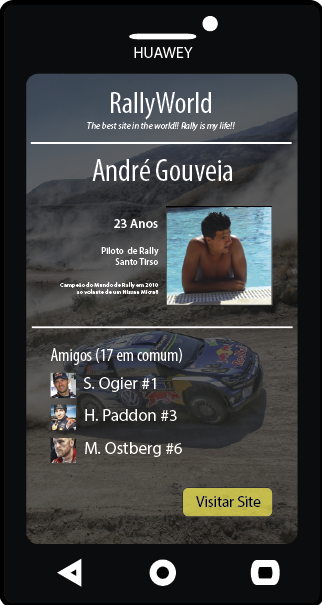 HUAWEY
RallyWorld
The best site in the world!! Rally is my life!!
André Gouveia
23 Anos
Piloto de Rally
Santo Tirso
Campeão do Mundo de Rally em 2010
ao volante de um Nissan Micra!!
Amigos (17 em comum)
S. Ogier #1
H. Paddon #3
M. Ostberg #6
Visitar Site